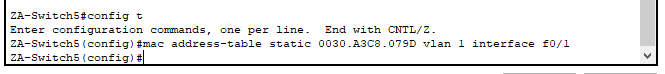 ZA-Switch5#config t
Enter configuration commands, one per line.  End with CNTL/Z.
ZA-Switch5(config)#mac address-table static 0030.A3C8.079D vlan 1 interface f0/1
ZA-Switch5(config)#